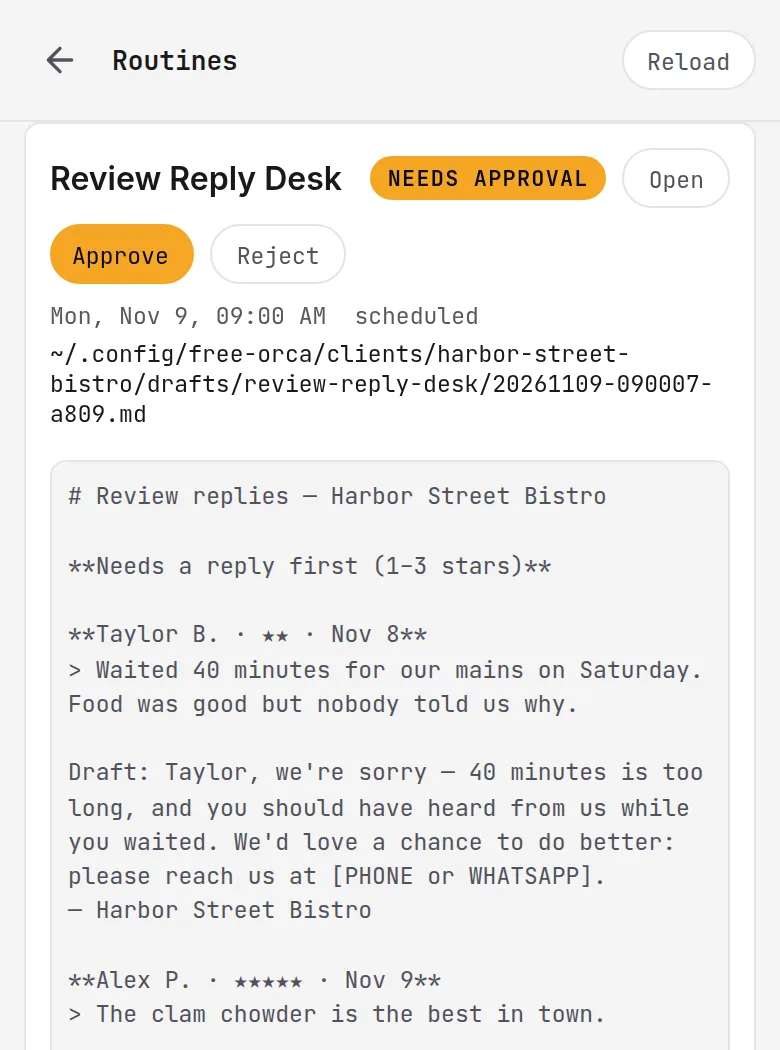 Routines
Reload
Review Reply Desk
NEEDS APPROVAL
Open
Approve
Reject
Mon, Nov 9, 09:00 AM  scheduled
~/.config/free-orca/clients/harbor-street-
bistro/drafts/review-reply-desk/20261109-090007-
a809.md
# Review replies — Harbor Street Bistro
**Needs a reply first (1–3 stars)**
**Taylor B. · ★★ · Nov 8**
> Waited 40 minutes for our mains on Saturday.
Food was good but nobody told us why.
Draft: Taylor, we're sorry — 40 minutes is too
long, and you should have heard from us while
you waited. We'd love a chance to do better:
please reach us at [PHONE or WHATSAPP].
— Harbor Street Bistro
**Alex P. · ★★★★★ · Nov 9**
> The clam chowder is the best in town.